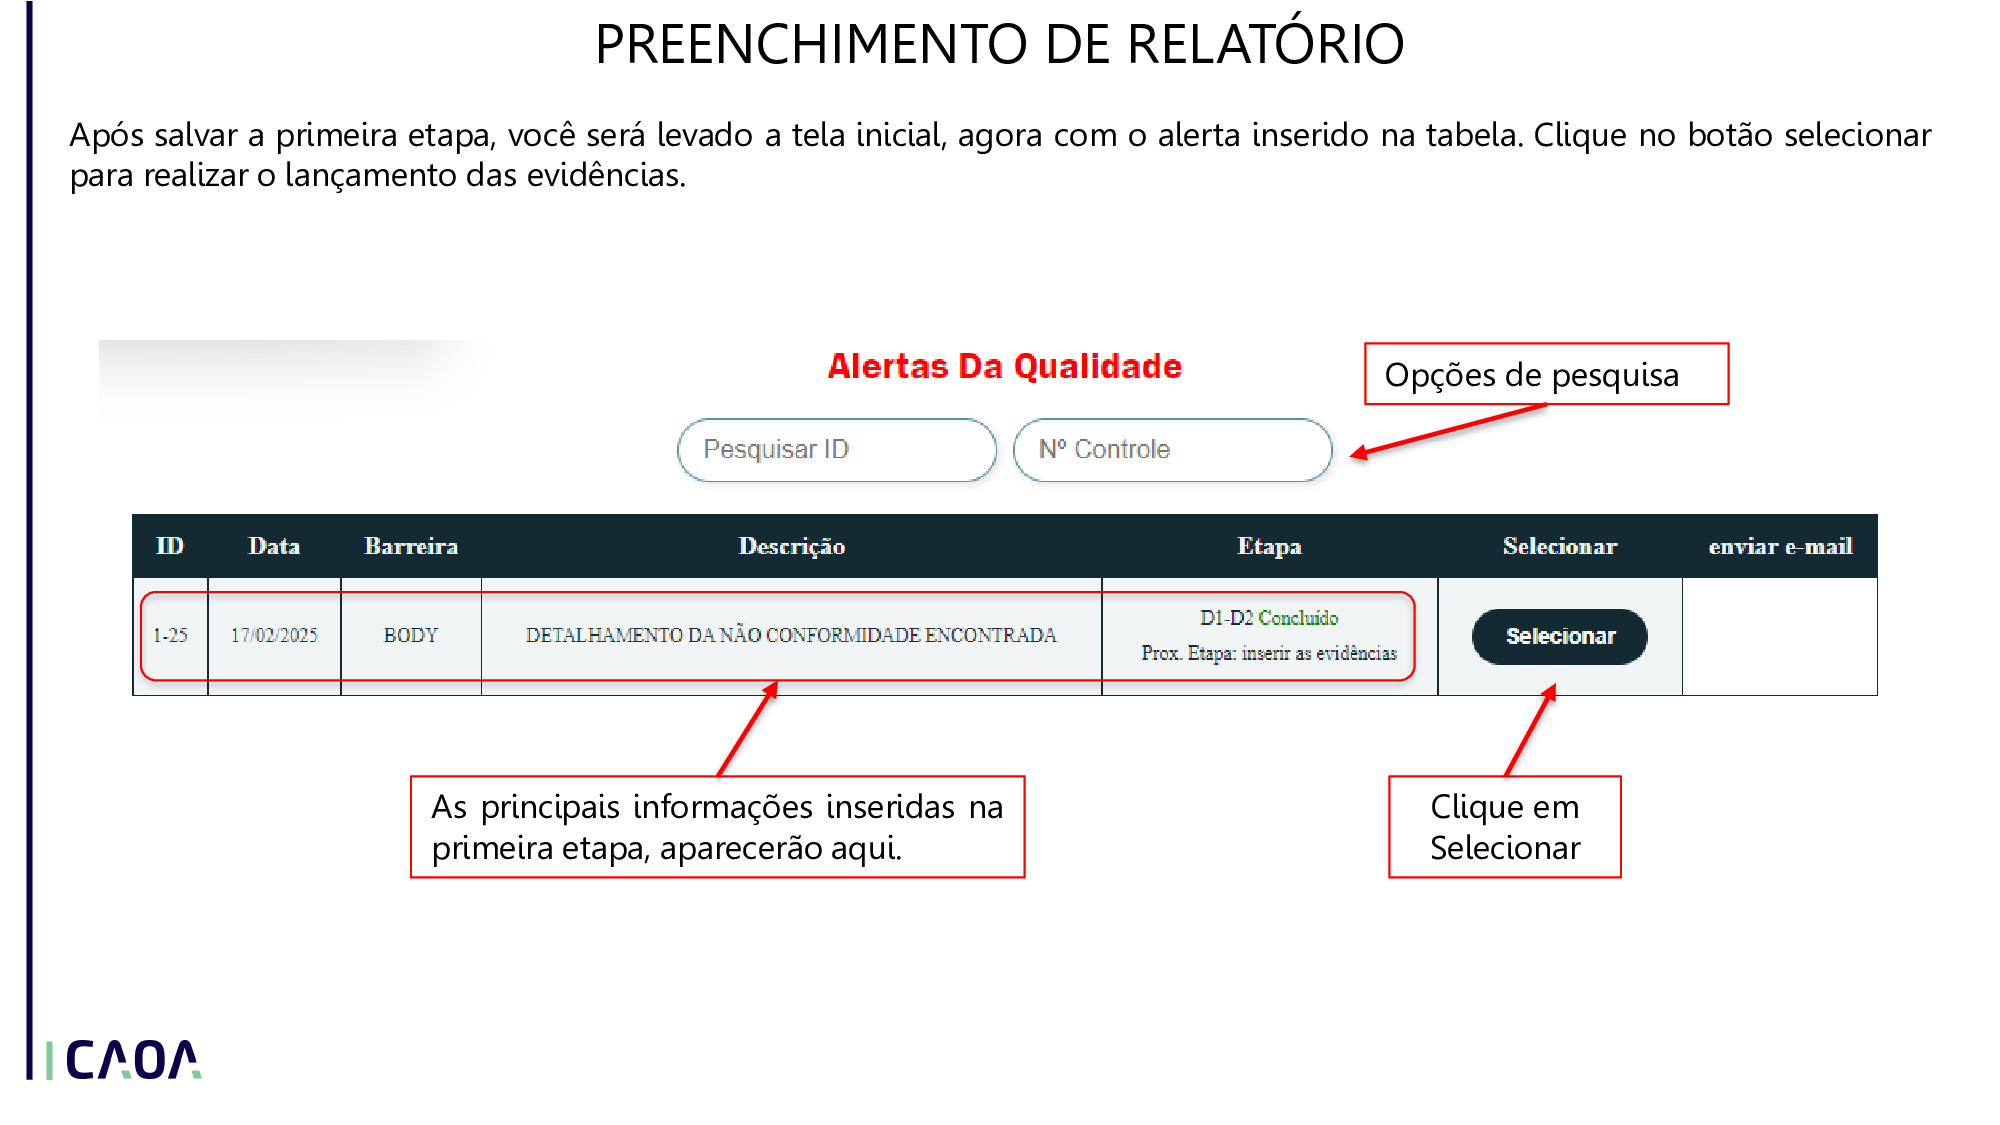 PREENCHIMENTO DE RELATÓRIO
Após salvar a primeira etapa, você será levado a tela inicial, agora com o alerta inserido na tabela. Clique no botão selecionar
para realizar o lançamento das evidências.
Alertas Da Qualidade
Opções de pesquisa
Pesquisar ID
Nº Controle
ID Data Barreira Descrição Etapa Selecionar enviar e-mail
1-25 17/02/2025 BODY DETALHAMENTO DA NÃO CONFORMIDADE ENCONTRADA D1-D2 Concluído
Prox. Etapa: inserir as evidências
Selecionar
As principais informações inseridas na
primeira etapa, aparecerão aqui.
Clique em
Selecionar
CAOA